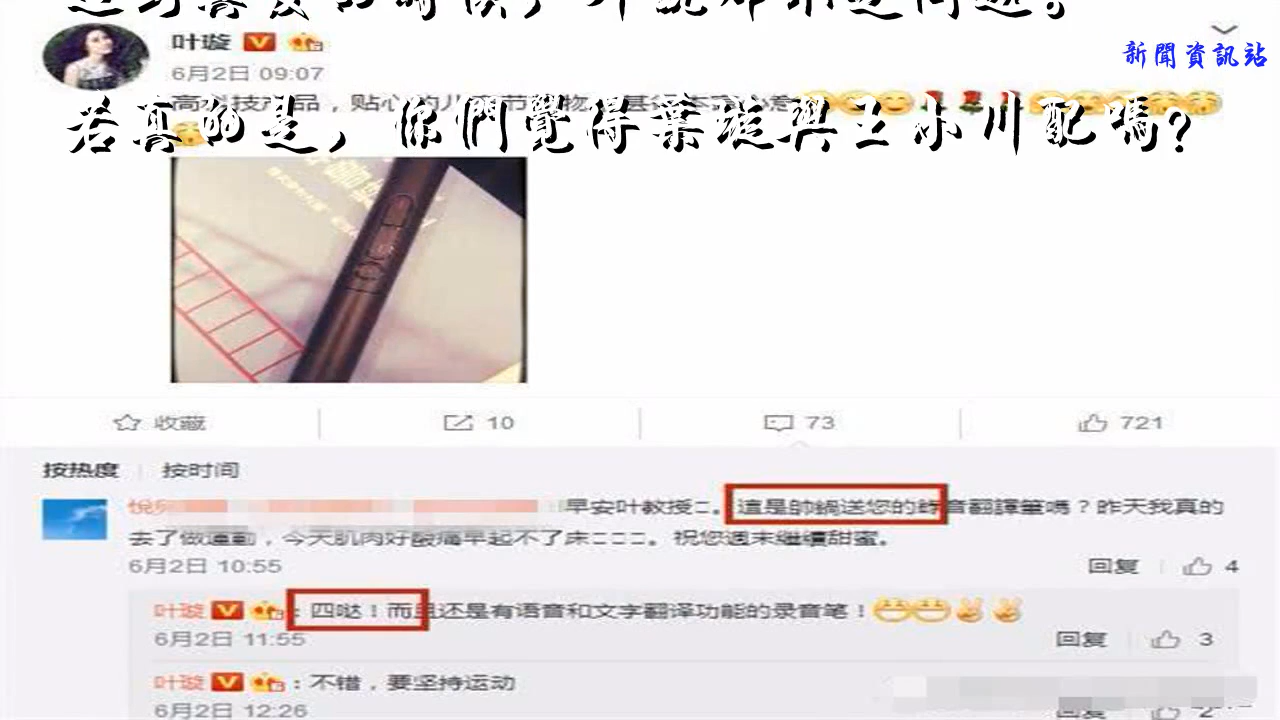 叶璇
新聞資訊站
6月2日 09:07
若真的是，你們覺得葉璇與王小川配嗎?
收藏
10
73
721
按热度 按时间
早安叶教授□。這是帥鍋送您的錄音翻譯筆嗎？昨天我真的
去了做運動，今天肌肉好酸痛早起不了床□□□。祝您週末繼續甜蜜。
6月2日 10:55 回复 4
叶璇：四哒！而且还是有语音和文字翻译功能的录音笔！
6月2日 11:55 回复 3
叶璇：不错，要坚持运动
6月2日 12:26 回复 2